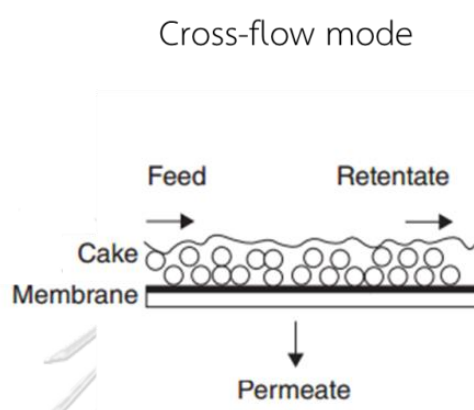 Cross-flow mode
Feed Retentate
Cake
Membrane
Permeate